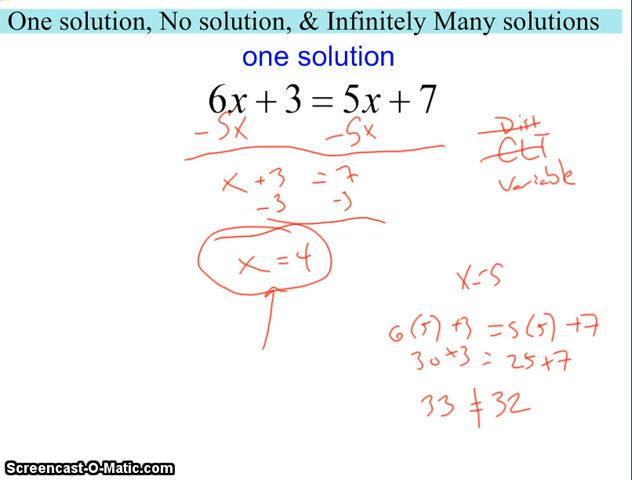 One solution, No solution, & Infinitely Many solutions
one solution
6x + 3 = 5x + 7
-5x -5x
Dist
CLT
Variable
x + 3 = 7
-3 -3
x = 4
x = 5
6(5) + 3 = 5(5) + 7
30 + 3 = 25 + 7
33 ≠ 32
Screencast-O-Matic.com